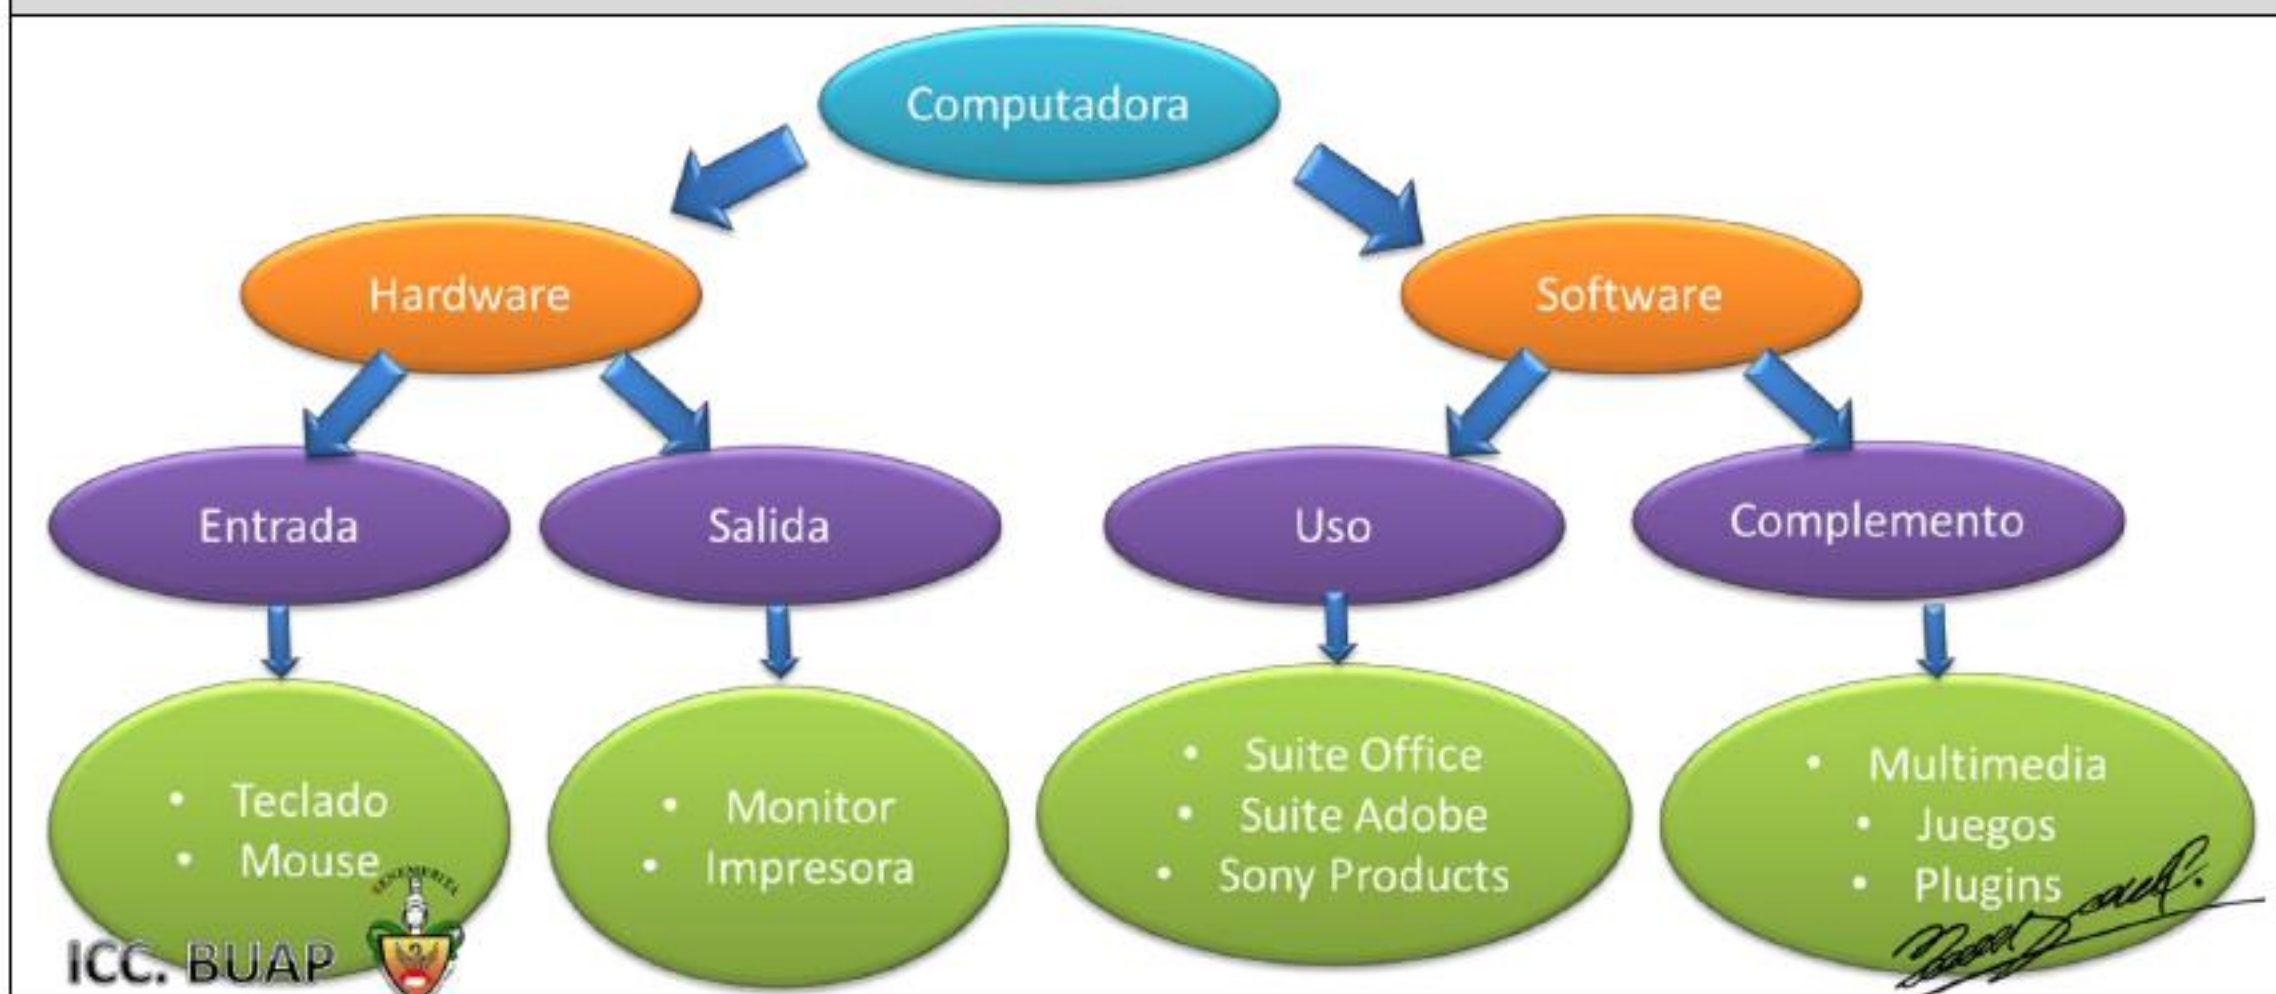 Computadora
Hardware
Software
Entrada
Salida
Uso
Complemento
• Teclado
• Mouse
• Monitor
• Impresora
• Suite Office
• Suite Adobe
• Sony Products
• Multimedia
• Juegos
• Plugins
BENEMERITA
ICC. BUAP